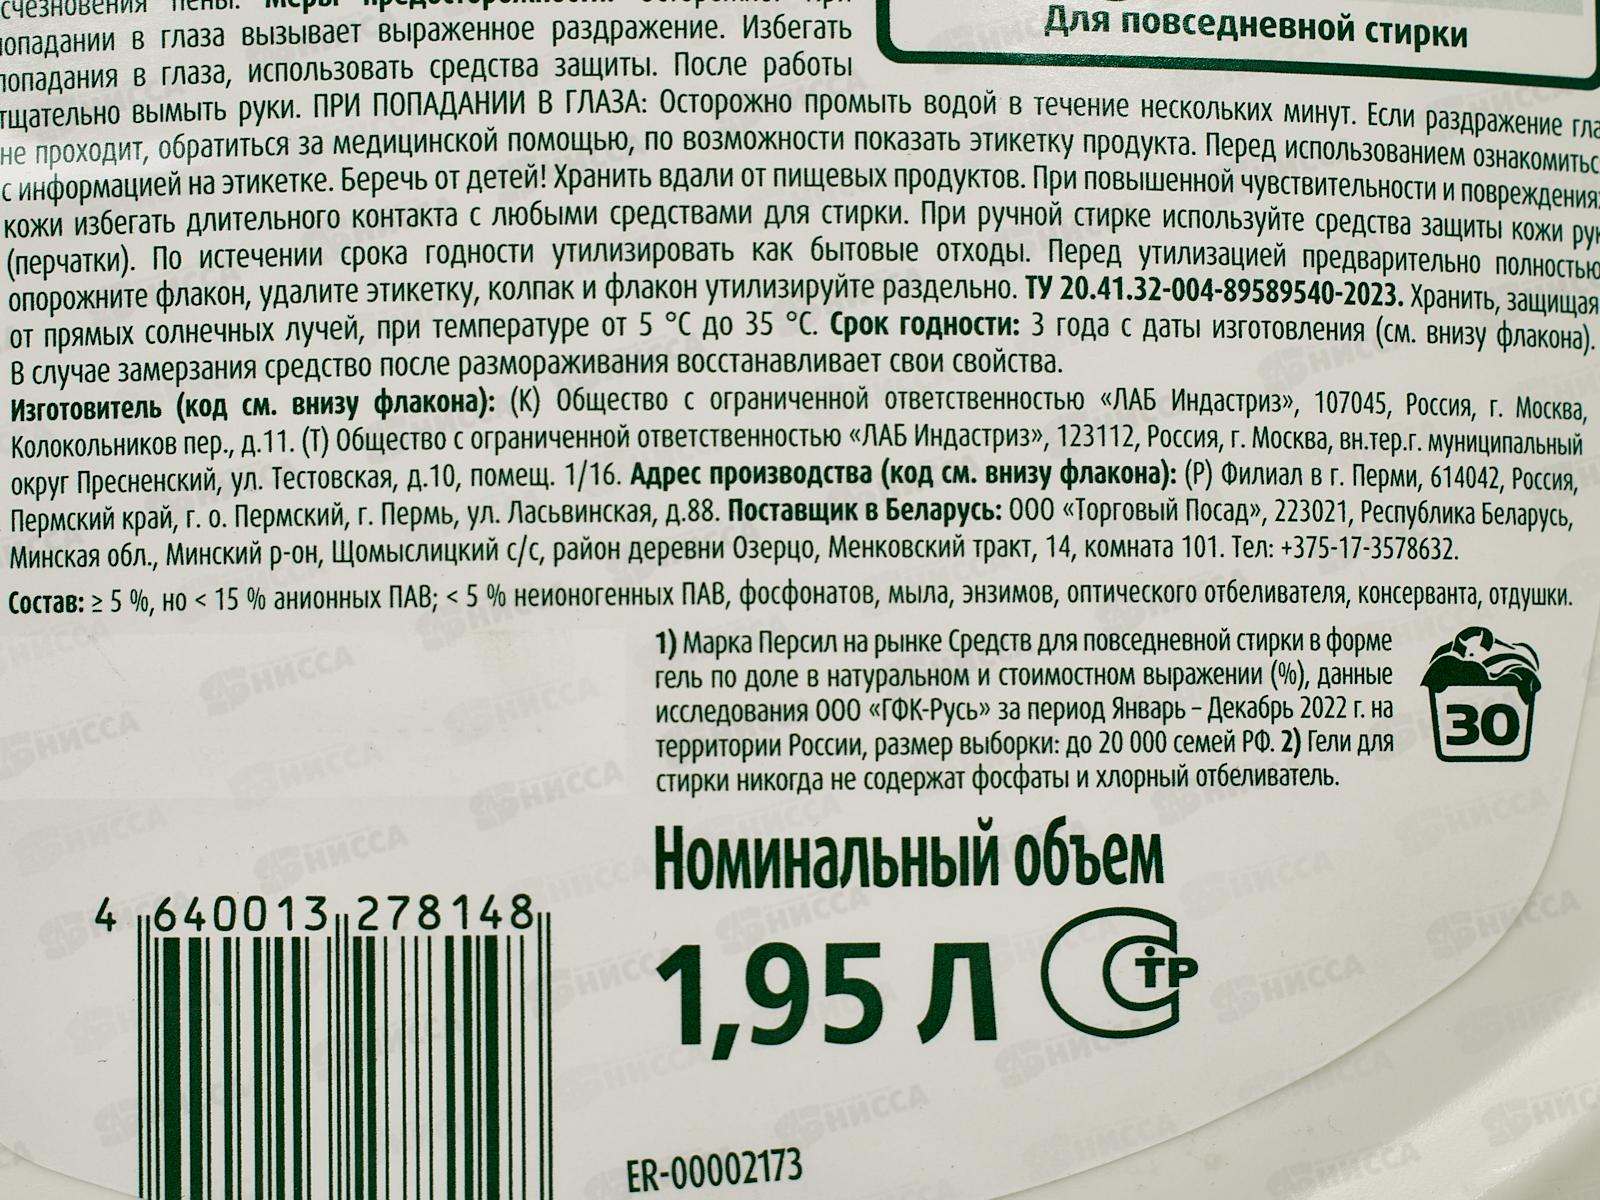 счезновения пены. Меры предосторожности: Осторожно! При
попадании в глаза вызывает выраженное раздражение. Избегать
попадания в глаза, использовать средства защиты. После работы
Для повседневной стирки
тщательно вымыть руки. ПРИ ПОПАДАНИИ В ГЛАЗА: Осторожно промыть водой в течение нескольких минут. Если раздражение гла
не проходит, обратиться за медицинской помощью, по возможности показать этикетку продукта. Перед использованием ознакомитьс
с информацией на этикетке. Беречь от детей! Хранить вдали от пищевых продуктов. При повышенной чувствительности и повреждениях
кожи избегать длительного контакта с любыми средствами для стирки. При ручной стирке используйте средства защиты кожи рук
(перчатки). По истечении срока годности утилизировать как бытовые отходы. Перед утилизацией предварительно полностью
опорожните флакон, удалите этикетку, колпак и флакон утилизируйте раздельно. ТУ 20.41.32-004-89589540-2023. Хранить, защищая
от прямых солнечных лучей, при температуре от 5 °C до 35 °C. Срок годности: 3 года с даты изготовления (см. внизу флакона).
В случае замерзания средство после размораживания восстанавливает свои свойства.
Изготовитель (код см. внизу флакона): (К) Общество с ограниченной ответственностью «ЛАБ Индастриз», 107045, Россия, г. Москва,
Колокольников пер., д.11. (Т) Общество с ограниченной ответственностью «ЛАБ Индастриз», 123112, Россия, г. Москва, вн.тер.г. муниципальный
округ Пресненский, ул. Тестовская, д.10, помещ. 1/16. Адрес производства (код см. внизу флакона): (Р) Филиал в г. Перми, 614042, Россия,
Пермский край, г. о. Пермский, г. Пермь, ул. Ласьвинская, д.88. Поставщик в Беларусь: ООО «Торговый Посад», 223021, Республика Беларусь,
Минская обл., Минский р-он, Щомыслицкий с/с, район деревни Озерцо, Менковский тракт, 14, комната 101. Тел: +375-17-3578632.
Состав: ≥ 5 %, но < 15 % анионных ПАВ; < 5 % неионогенных ПАВ, фосфонатов, мыла, энзимов, оптического отбеливателя, консерванта, отдушки.
1) Марка Персил на рынке Средств для повседневной стирки в форме
гель по доле в натуральном и стоимостном выражении (%), данные
исследования ООО «ГФК-Русь» за период Январь – Декабрь 2022 г. на
территории России, размер выборки: до 20 000 семей РФ. 2) Гели для
стирки никогда не содержат фосфаты и хлорный отбеливатель.
30
Номинальный объем
1,95 Л
СТР
4 640013 278148
ER-00002173
НИССА